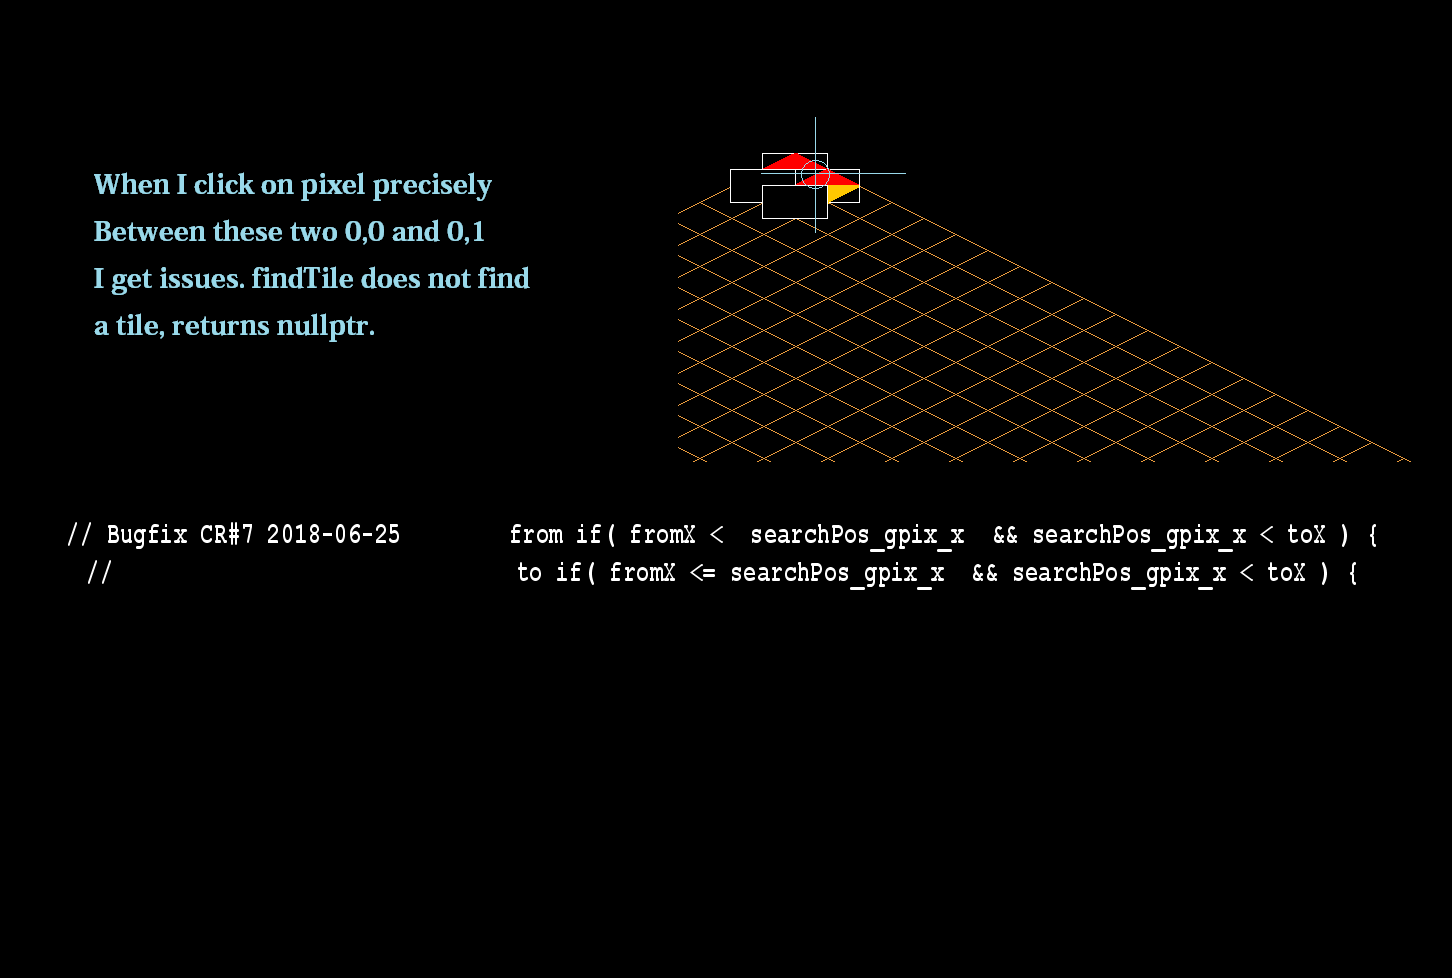 When I click on pixel precisely
Between these two 0,0 and 0,1
I get issues. findTile does not find
a tile, returns nullptr.
// Bugfix CR#7 2018-06-25 from if( fromX < searchPos_gpix_x && searchPos_gpix_x < toX ) {
// to if( fromX <= searchPos_gpix_x && searchPos_gpix_x < toX ) {